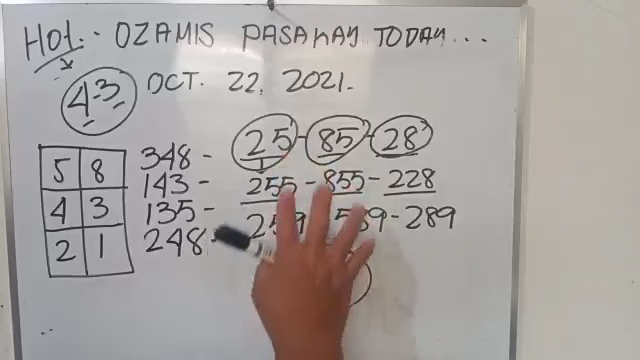 HOT... OZAMIS PASAKAY TODAY...
43 OCT. 22, 2021.
25 - 85 - 28
5 8 348 -
143 - 255 - 855 - 228
4 3 135 - 289
2 1 248 -